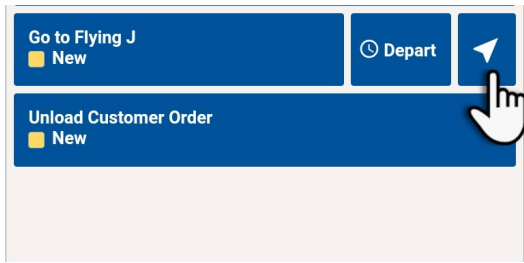 Go to Flying J
New
Depart
Unload Customer Order
New